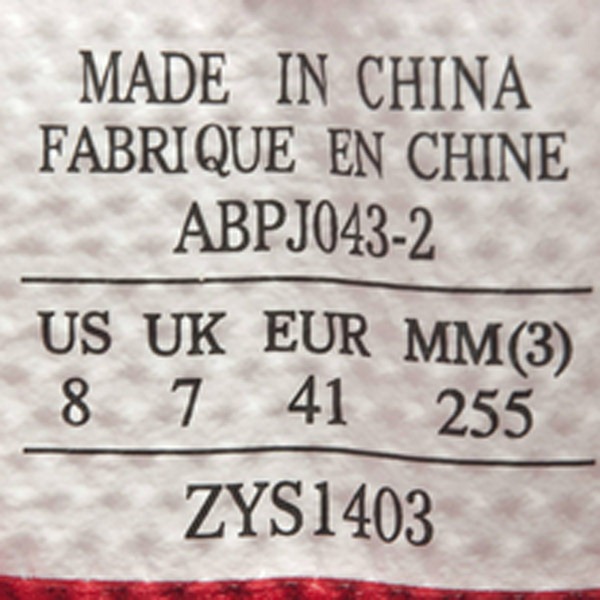 MADE IN CHINA
FABRIQUE EN CHINE
ABPJ043-2
US UK EUR MM(3)
8 7 41 255
ZYS1403